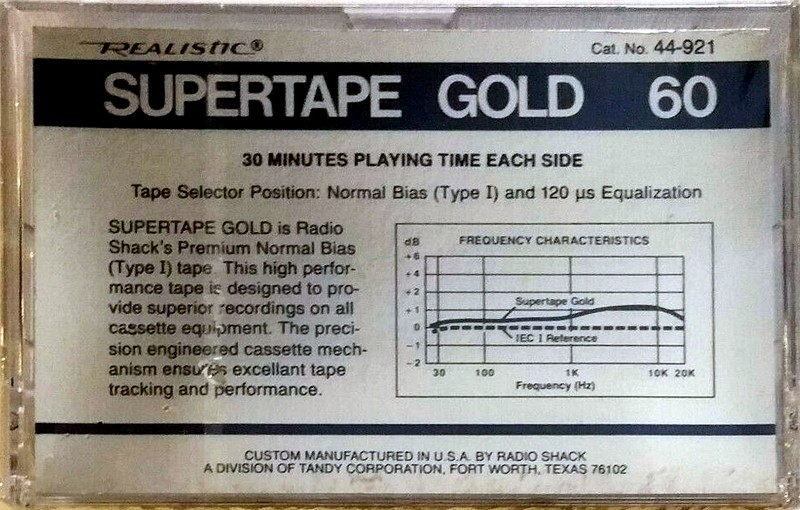 REALISTIC®
Cat. No. 44-921
SUPERTAPE GOLD 60
30 MINUTES PLAYING TIME EACH SIDE
Tape Selector Position: Normal Bias (Type I) and 120 µs Equalization
SUPERTAPE GOLD is Radio
Shack's Premium Normal Bias
(Type I) tape. This high perfor-
mance tape is designed to pro-
vide superior recordings on all
cassette equipment. The preci-
sion engineered cassette mech-
anism ensures excellant tape
tracking and performance.
dB FREQUENCY CHARACTERISTICS
+6
+4
+2
+1
0
-1
-2
Supertape Gold
IEC I Reference
30 100 1K 10K 20K
Frequency (Hz)
CUSTOM MANUFACTURED IN U.S.A. BY RADIO SHACK
A DIVISION OF TANDY CORPORATION, FORT WORTH, TEXAS 76102